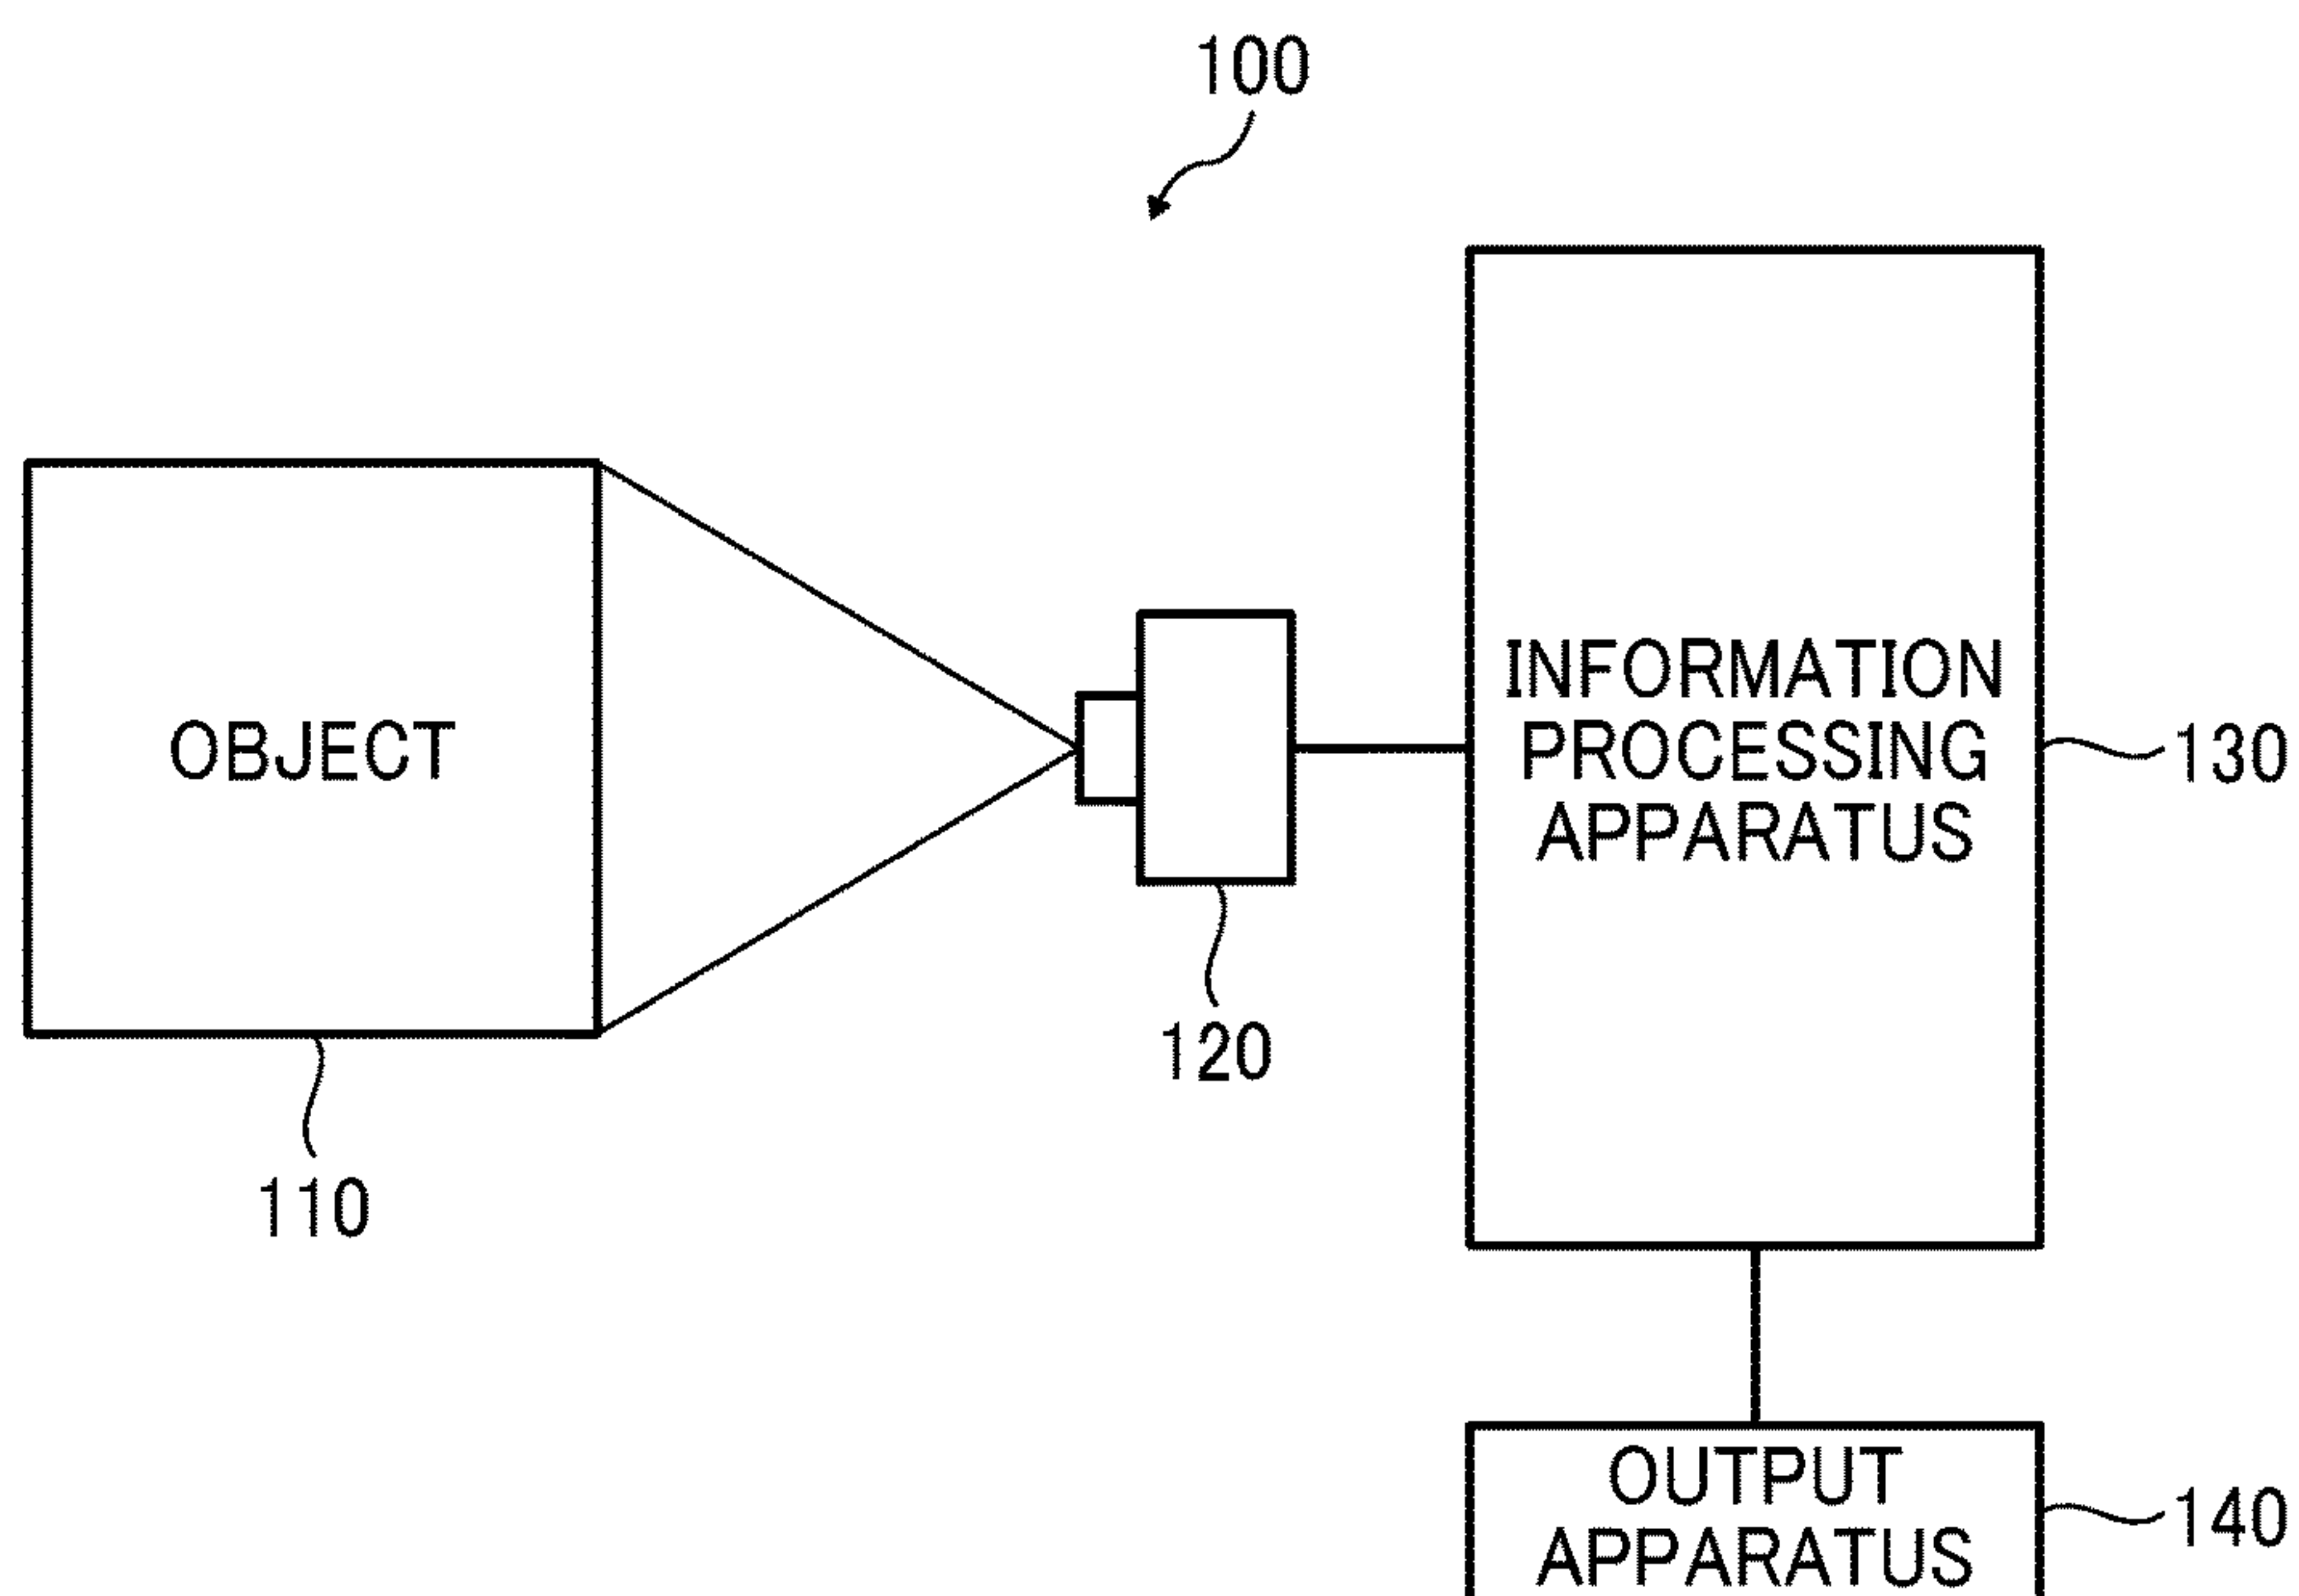 100
OBJECT
INFORMATION
PROCESSING
APPARATUS
130
120
110
OUTPUT
APPARATUS
140